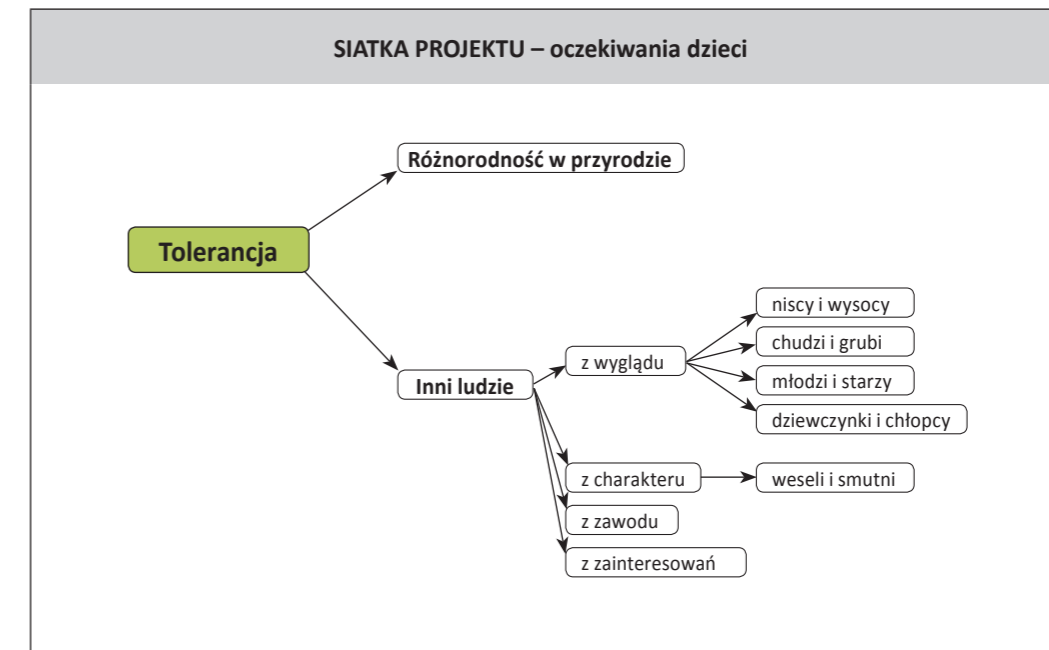 SIATKA PROJEKTU – oczekiwania dzieci
Różnorodność w przyrodzie
Tolerancja
Inni ludzie
z wyglądu
niscy i wysocy
chudzi i grubi
młodzi i starzy
dziewczynki i chłopcy
z charakteru
weseli i smutni
z zawodu
z zainteresowań